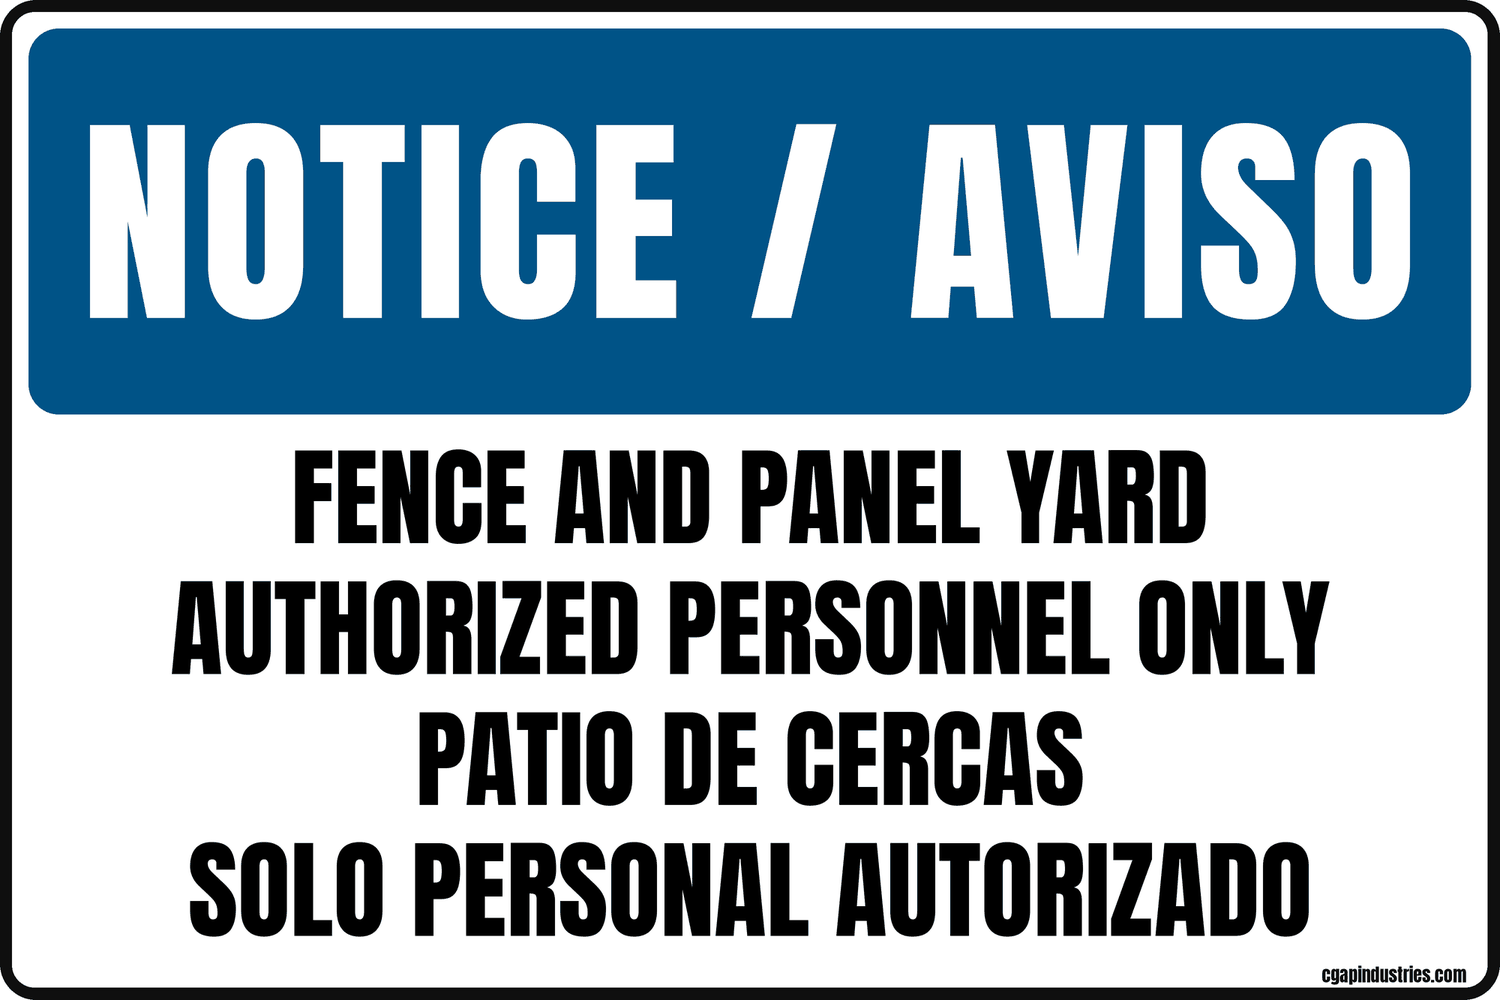 NOTICE / AVISO
FENCE AND PANEL YARD
AUTHORIZED PERSONNEL ONLY
PATIO DE CERCAS
SOLO PERSONAL AUTORIZADO
cgapindustries.com